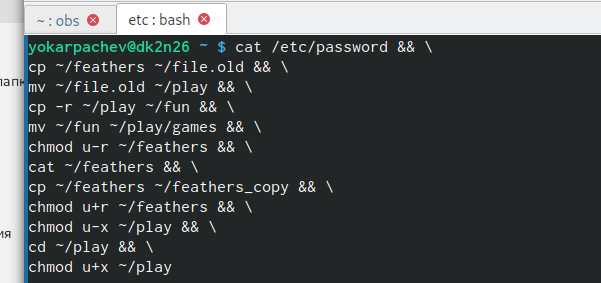 ~ : obs
etc : bash
yokarpachev@dk2n26 ~ $ cat /etc/password && \
cp ~/feathers ~/file.old && \
mv ~/file.old ~/play && \
cp -r ~/play ~/fun && \
mv ~/fun ~/play/games && \
chmod u-r ~/feathers && \
cat ~/feathers && \
cp ~/feathers ~/feathers_copy && \
chmod u+r ~/feathers && \
chmod u-x ~/play && \
cd ~/play && \
chmod u+x ~/play